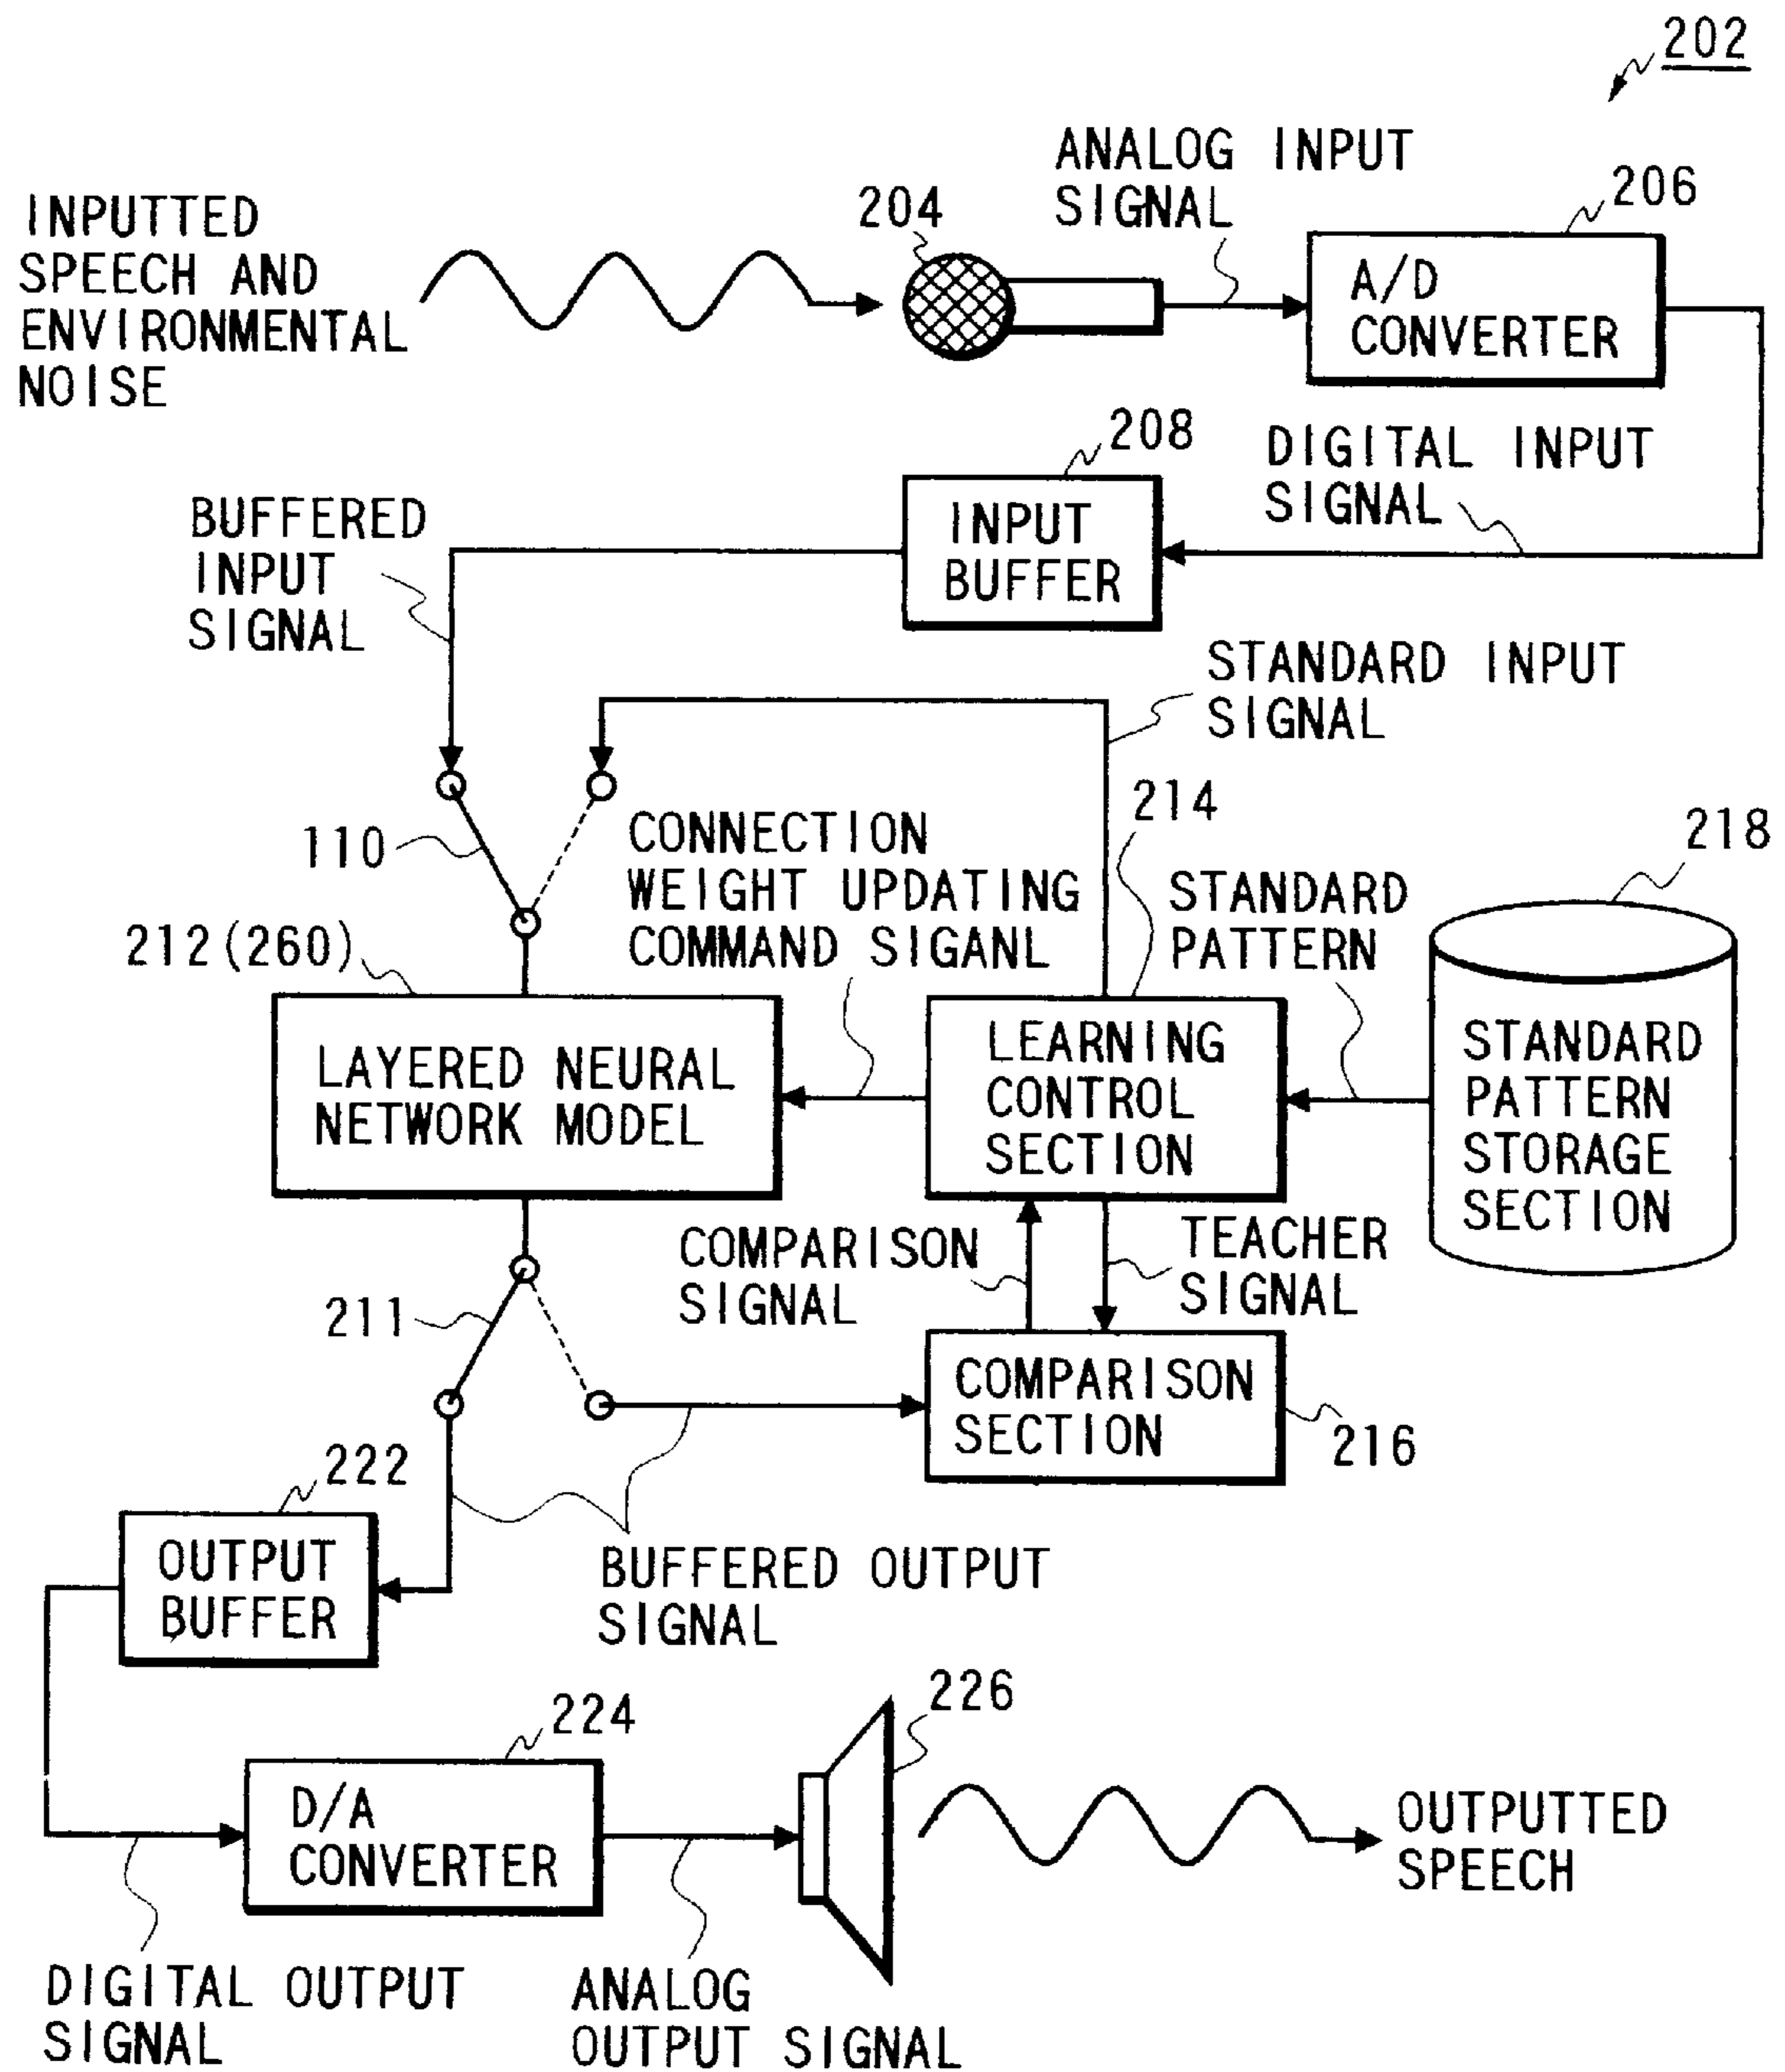 202
ANALOG INPUT
SIGNAL
206
204
INPUTTED
SPEECH AND
ENVIRONMENTAL
NOISE
A/D
CONVERTER
208
DIGITAL INPUT
SIGNAL
BUFFERED
INPUT
SIGNAL
INPUT
BUFFER
STANDARD INPUT
SIGNAL
214
218
110
CONNECTION
WEIGHT UPDATING
COMMAND SIGANL
STANDARD
PATTERN
212(260)
LAYERED NEURAL
NETWORK MODEL
LEARNING
CONTROL
SECTION
STANDARD
PATTERN
STORAGE
SECTION
COMPARISON
SIGNAL
TEACHER
SIGNAL
211
COMPARISON
SECTION
216
222
OUTPUT
BUFFER
BUFFERED OUTPUT
SIGNAL
224
226
D/A
CONVERTER
OUTPUTTED
SPEECH
DIGITAL OUTPUT
SIGNAL
ANALOG
OUTPUT SIGNAL